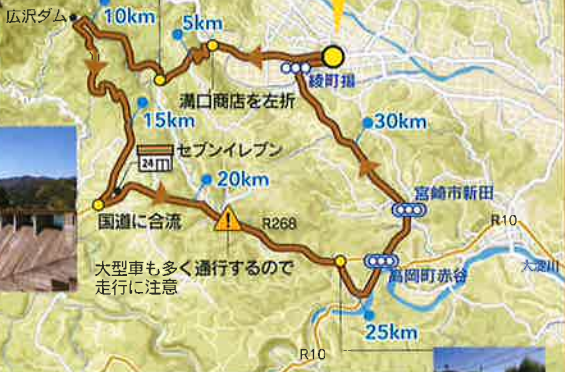 広沢ダム
10km
5km
綾町揚
溝口商店を左折
15km
30km
セブンイレブン
24
20km
宮崎市新田
国道に合流
R268
R10
大型車も多く通行するので
走行に注意
高岡町赤谷
大淀川
25km
R10